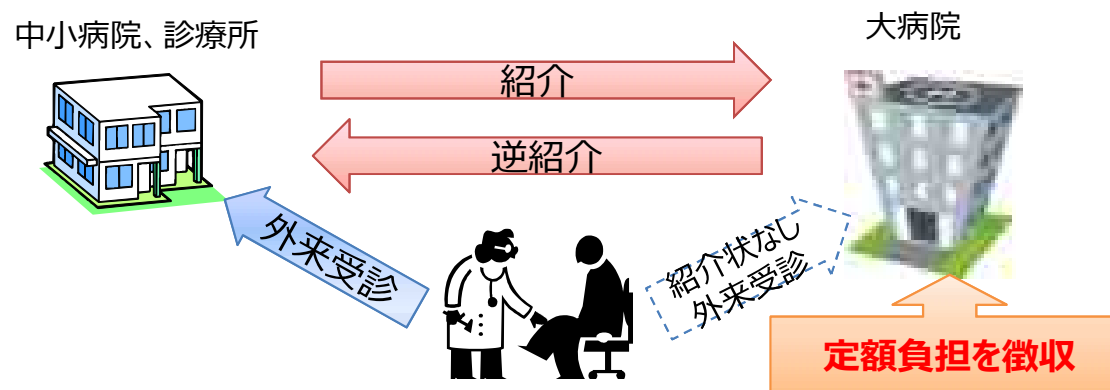 中小病院、診療所
大病院
紹介
逆紹介
外来受診
紹介状なし
外来受診
定額負担を徴収